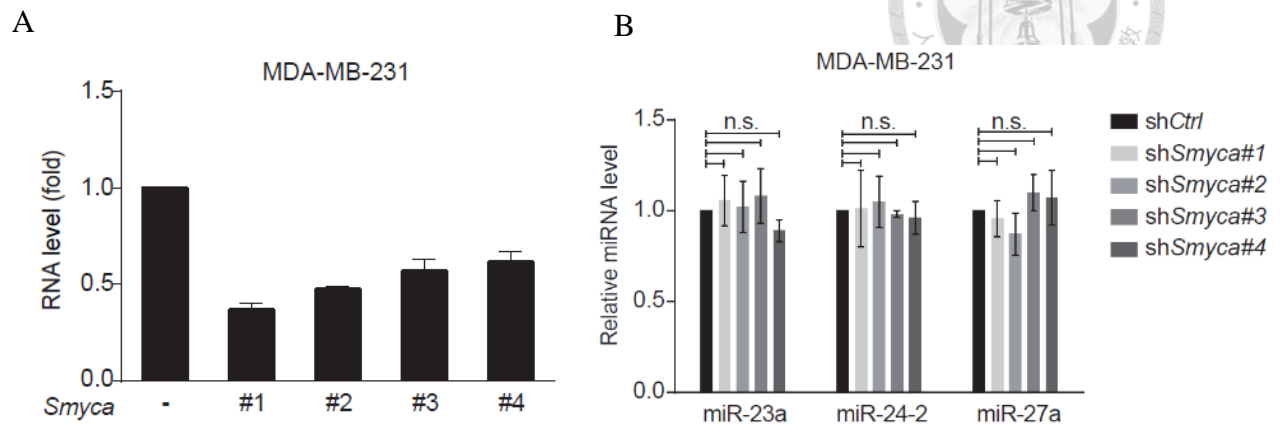 A
MDA-MB-231
RNA level (fold)
1.5
1.0
0.5
0.0
Smyca - #1 #2 #3 #4
B
MDA-MB-231
Relative miRNA level
1.5
1.0
0.5
0.0
n.s. n.s. n.s.
miR-23a miR-24-2 miR-27a
shCtrl
shSmyca#1
shSmyca#2
shSmyca#3
shSmyca#4